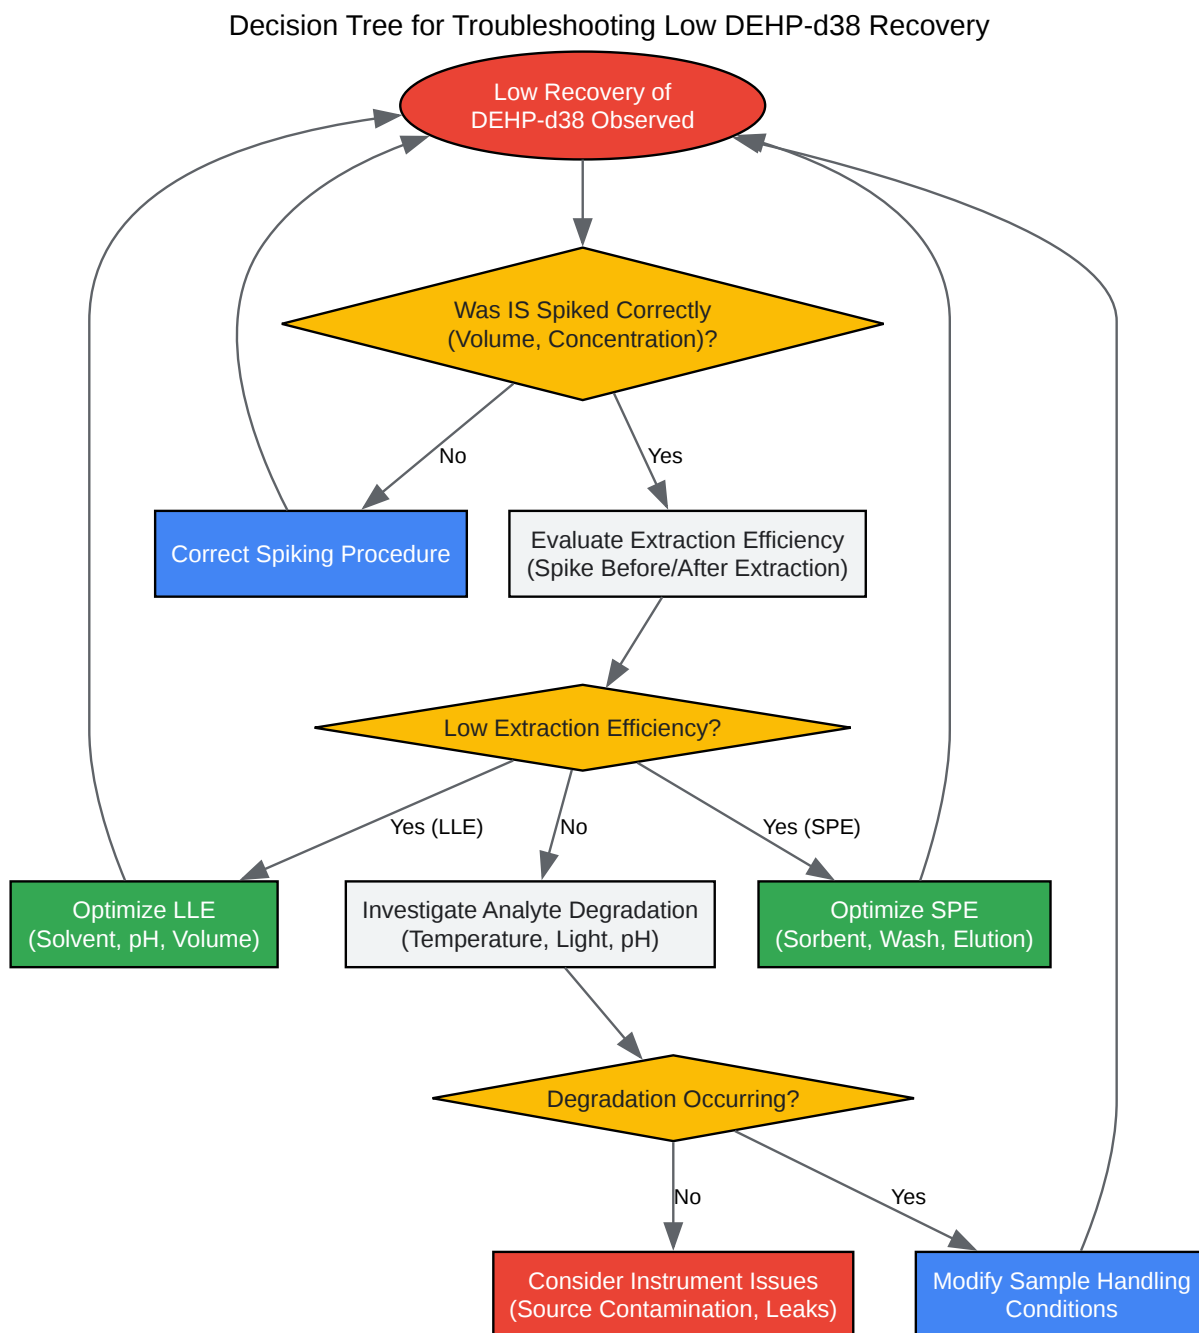 Decision Tree for Troubleshooting Low DEHP-d38 Recovery
Low Recovery of
DEHP-d38 Observed
Was IS Spiked Correctly
(Volume, Concentration)?
No
Yes
Correct Spiking Procedure
Evaluate Extraction Efficiency
(Spike Before/After Extraction)
Low Extraction Efficiency?
Yes (LLE)
No
Yes (SPE)
Optimize LLE
(Solvent, pH, Volume)
Investigate Analyte Degradation
(Temperature, Light, pH)
Optimize SPE
(Sorbent, Wash, Elution)
Degradation Occurring?
No
Yes
Consider Instrument Issues
(Source Contamination, Leaks)
Modify Sample Handling
Conditions